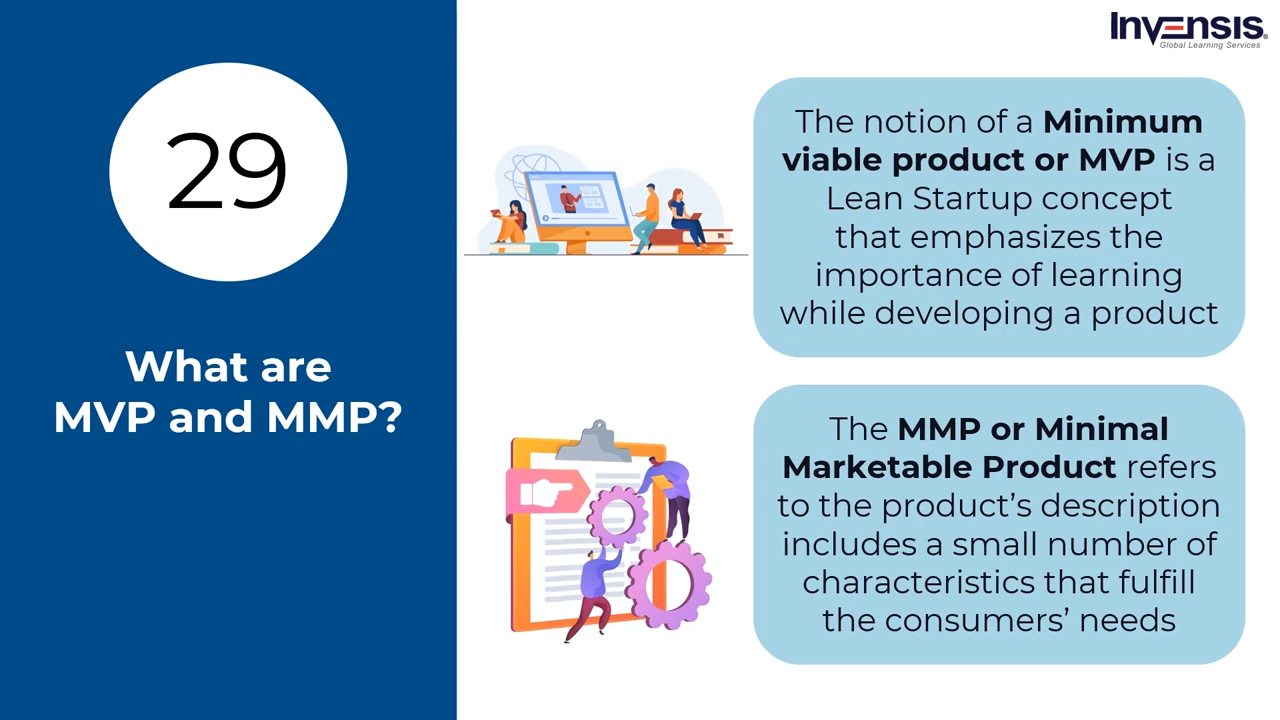 Invensis®
Global Learning Services
29
What are
MVP and MMP?
The notion of a Minimum
viable product or MVP is a
Lean Startup concept
that emphasizes the
importance of learning
while developing a product
The MMP or Minimal
Marketable Product refers
to the product’s description
includes a small number of
characteristics that fulfill
the consumers’ needs